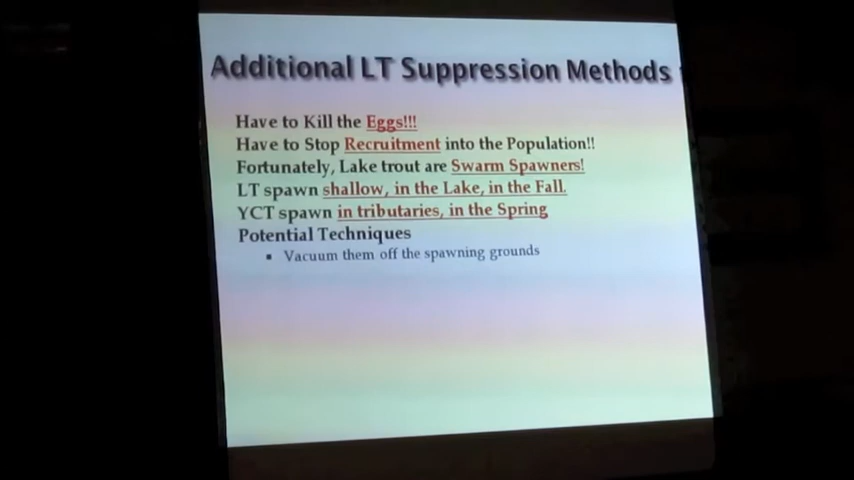 Additional LT Suppression Methods
Have to Kill the Eggs!!!
Have to Stop Recruitment into the Population!!
Fortunately, Lake trout are Swarm Spawners!
LT spawn shallow, in the Lake, in the Fall.
YCT spawn in tributaries, in the Spring
Potential Techniques
▪ Vacuum them off the spawning grounds